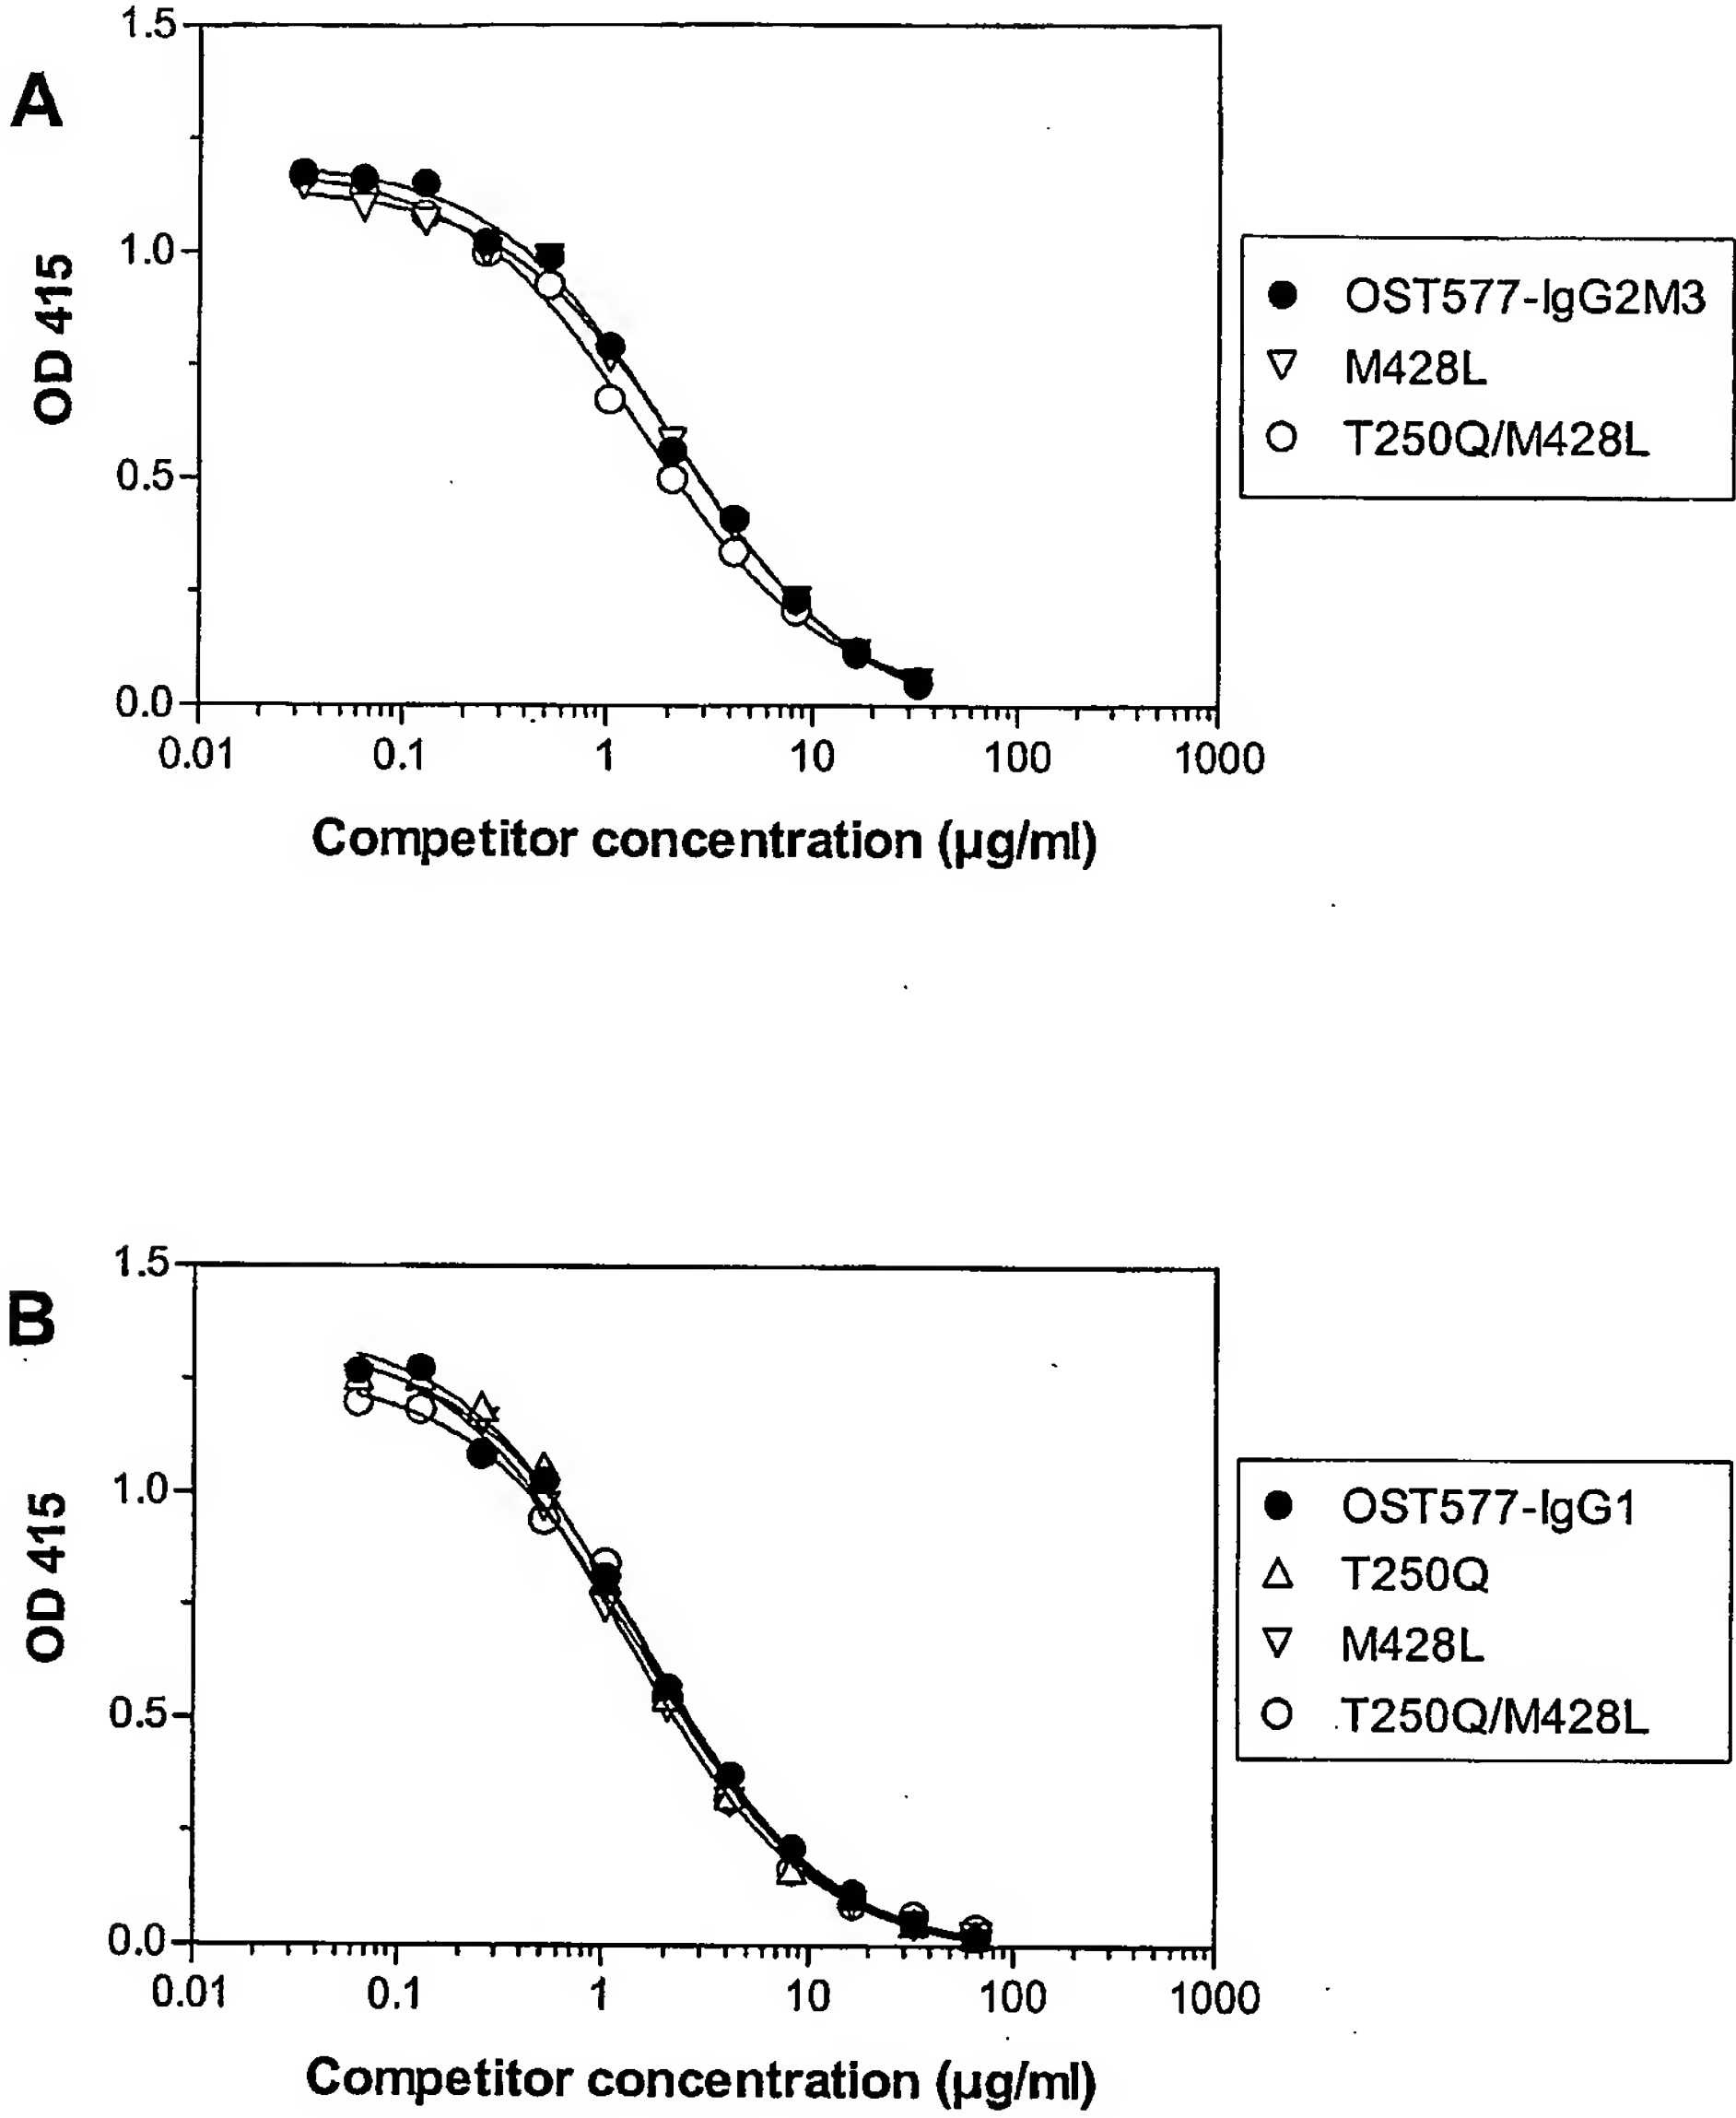 A
1.5
1.0
0.5
0.0
OD 415
0.01 0.1 1 10 100 1000
Competitor concentration (µg/ml)
OST577-IgG2M3
M428L
T250Q/M428L
B
1.5
1.0
0.5
0.0
OD 415
0.01 0.1 1 10 100 1000
Competitor concentration (µg/ml)
OST577-IgG1
T250Q
M428L
T250Q/M428L